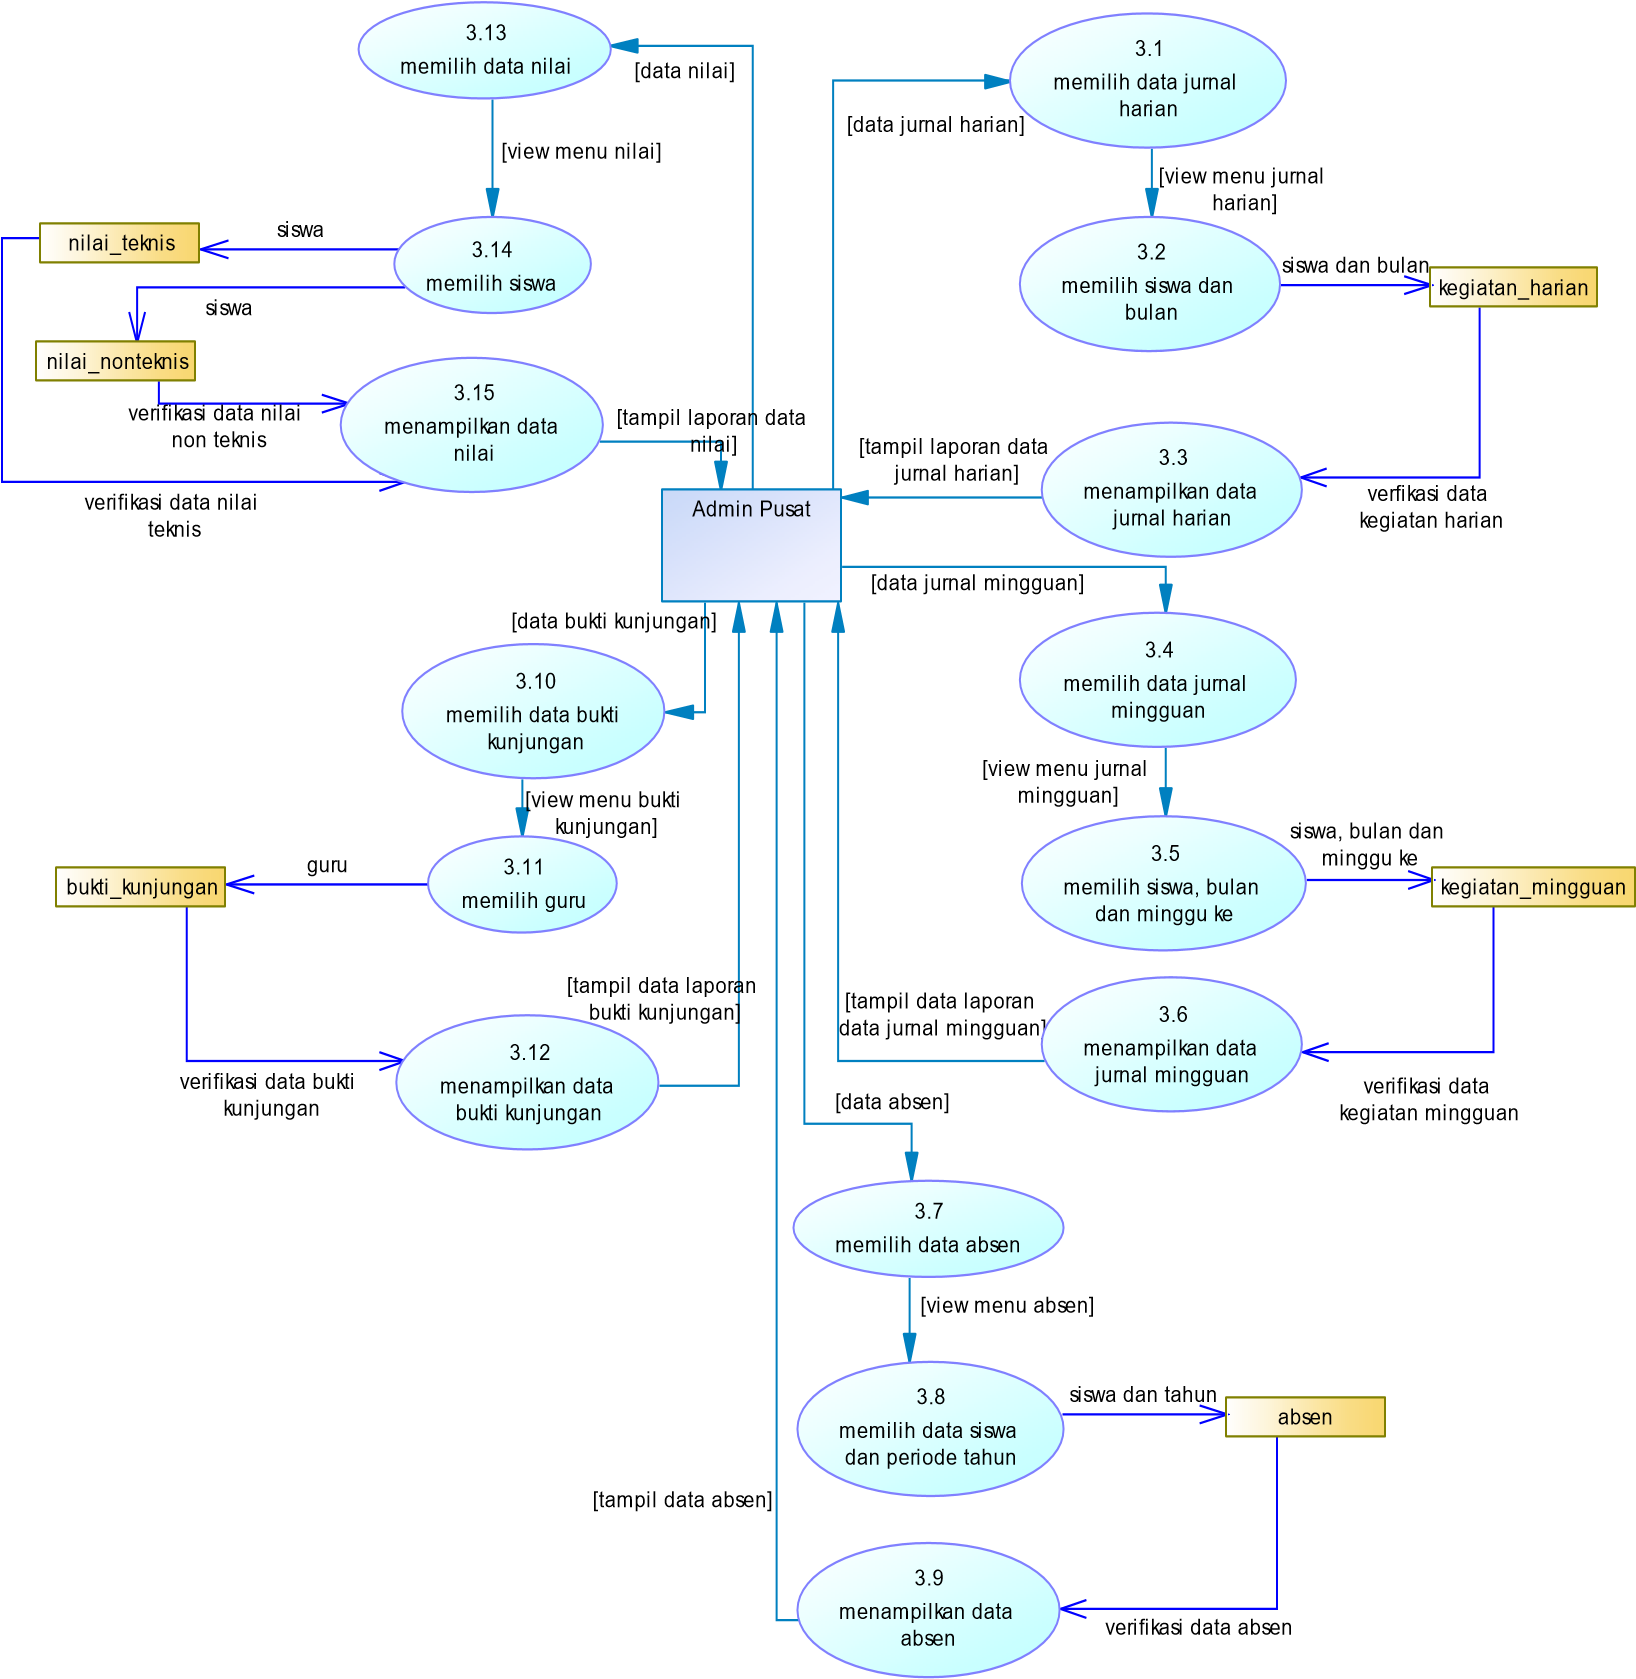 3.13
memilih data nilai
[data nilai]
[view menu nilai]
siswa
nilai_teknis
3.14
memilih siswa
siswa
nilai_nonteknis
verifikasi data nilai
non teknis
3.15
menampilkan data
nilai
[tampil laporan data
nilai]
verifikasi data nilai
teknis
Admin Pusat
3.1
memilih data jurnal
harian
[data jurnal harian]
[view menu jurnal
harian]
3.2
memilih siswa dan
bulan
siswa dan bulan
kegiatan_harian
[tampil laporan data
jurnal harian]
3.3
menampilkan data
jurnal harian
verfikasi data
kegiatan harian
[data jurnal mingguan]
3.4
memilih data jurnal
mingguan
[view menu jurnal
mingguan]
3.5
memilih siswa, bulan
dan minggu ke
siswa, bulan dan
minggu ke
kegiatan_mingguan
[tampil data laporan
data jurnal mingguan]
3.6
menampilkan data
jurnal mingguan
verifikasi data
kegiatan mingguan
[data bukti kunjungan]
3.10
memilih data bukti
kunjungan
[view menu bukti
kunjungan]
guru
bukti_kunjungan
3.11
memilih guru
[tampil data laporan
bukti kunjungan]
3.12
menampilkan data
bukti kunjungan
verifikasi data bukti
kunjungan
[data absen]
3.7
memilih data absen
[view menu absen]
3.8
memilih data siswa
dan periode tahun
siswa dan tahun
absen
[tampil data absen]
3.9
menampilkan data
absen
verifikasi data absen